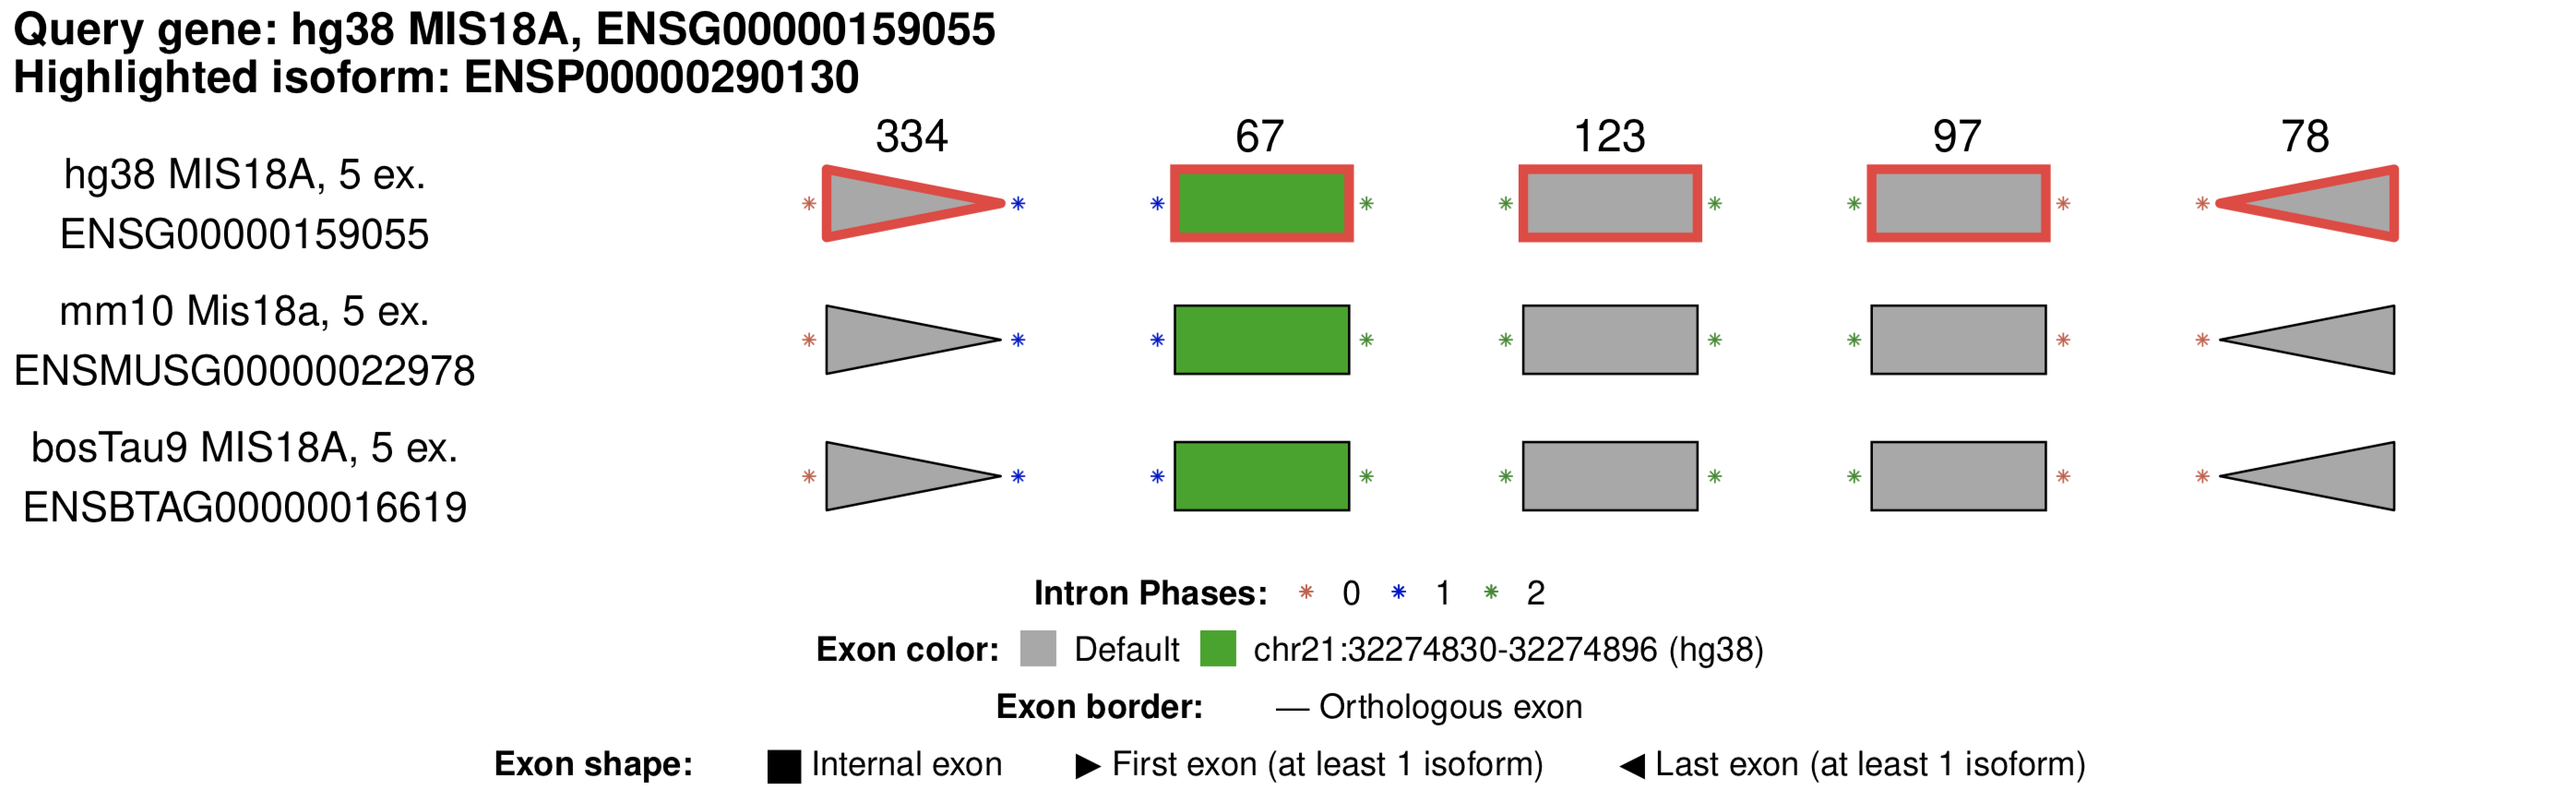 Query gene: hg38 MIS18A, ENSG00000159055
Highlighted isoform: ENSP00000290130
334 67 123 97 78
hg38 MIS18A, 5 ex.
ENSG00000159055
mm10 Mis18a, 5 ex.
ENSMUSG00000022978
bosTau9 MIS18A, 5 ex.
ENSBTAG00000016619
Intron Phases: * 0 * 1 * 2
Exon color: Default chr21:32274830-32274896 (hg38)
Exon border: — Orthologous exon
Exon shape: Internal exon First exon (at least 1 isoform) Last exon (at least 1 isoform)